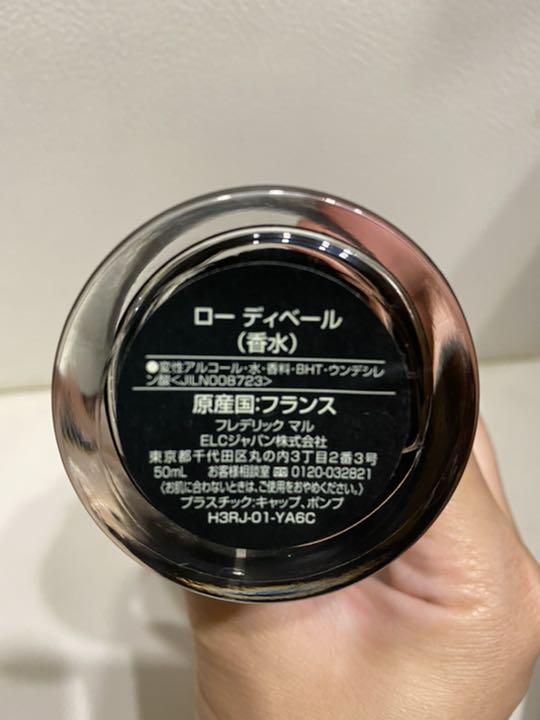 ロー ディベール
(香水)
●変性アルコール・水・香料・BHT・ウンデシレ
ン酸<JILN008723>
原産国:フランス
フレデリック マル
ELCジャパン株式会社
東京都千代田区丸の内3丁目2番3号
50mL お客様相談室 0120-032821
〈お肌に合わないときは、ご使用をおやめください。〉
プラスチック:キャップ、ポンプ
H3RJ-01-YA6C